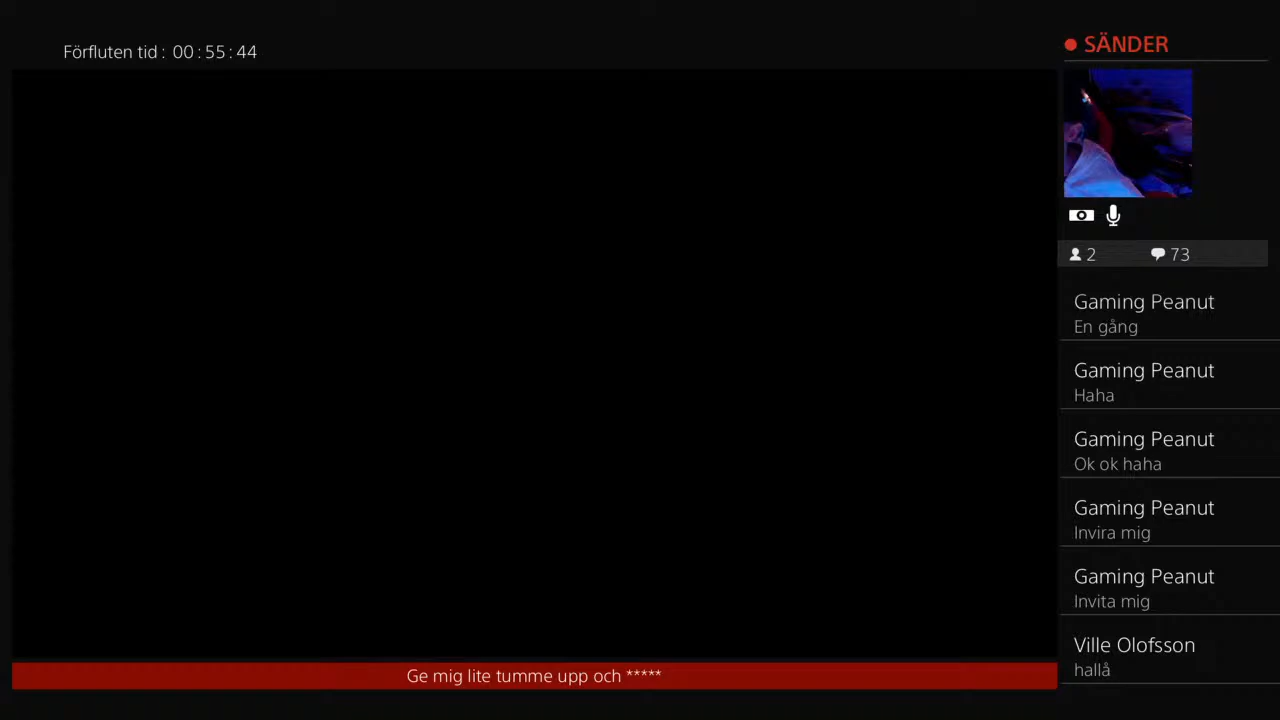 Förfluten tid : 00 : 55 : 44
SÄNDER
2 73
Gaming Peanut
En gång
Gaming Peanut
Haha
Gaming Peanut
Ok ok haha
Gaming Peanut
Invira mig
Gaming Peanut
Invita mig
Ville Olofsson
hallå
Ge mig lite tumme upp och *****